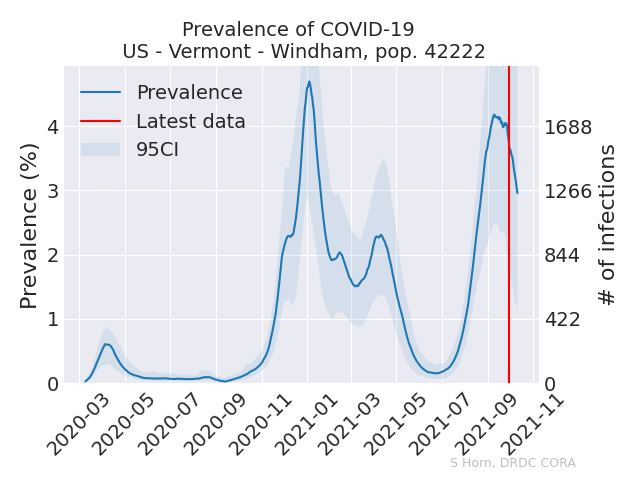 Prevalence of COVID-19
US - Vermont - Windham, pop. 42222
Prevalence
Latest data
95CI
Prevalence (%)
4
3
2
1
0
# of infections
1688
1266
844
422
0
2020-03
2020-05
2020-07
2020-09
2020-11
2021-01
2021-03
2021-05
2021-07
2021-09
2021-11
S Horn, DRDC CORA